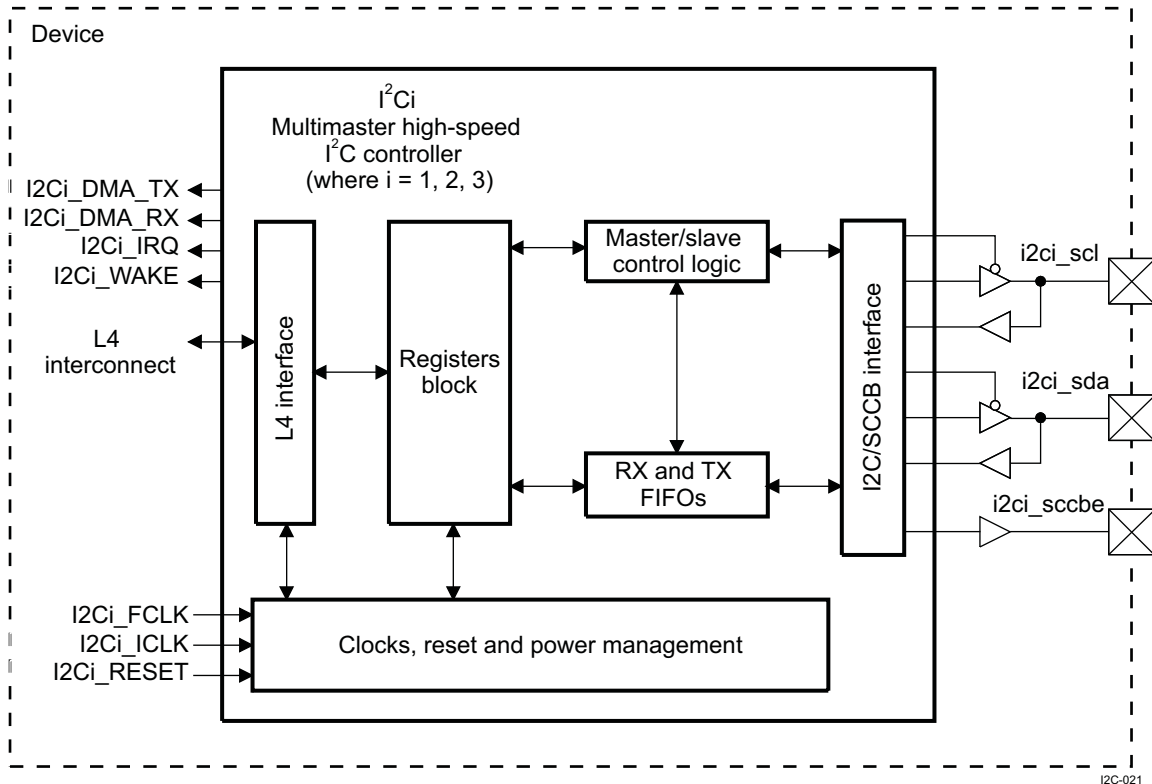 Device
I²Ci
Multimaster high-speed
I²C controller
(where i = 1, 2, 3)
I2Ci_DMA_TX
I2Ci_DMA_RX
I2Ci_IRQ
I2Ci_WAKE
L4
interconnect
L4 interface
Registers
block
Master/slave
control logic
RX and TX
FIFOs
I2C/SCCB interface
i2ci_scl
i2ci_sda
i2ci_sccbe
I2Ci_FCLK
I2Ci_ICLK
I2Ci_RESET
Clocks, reset and power management
I2C-021